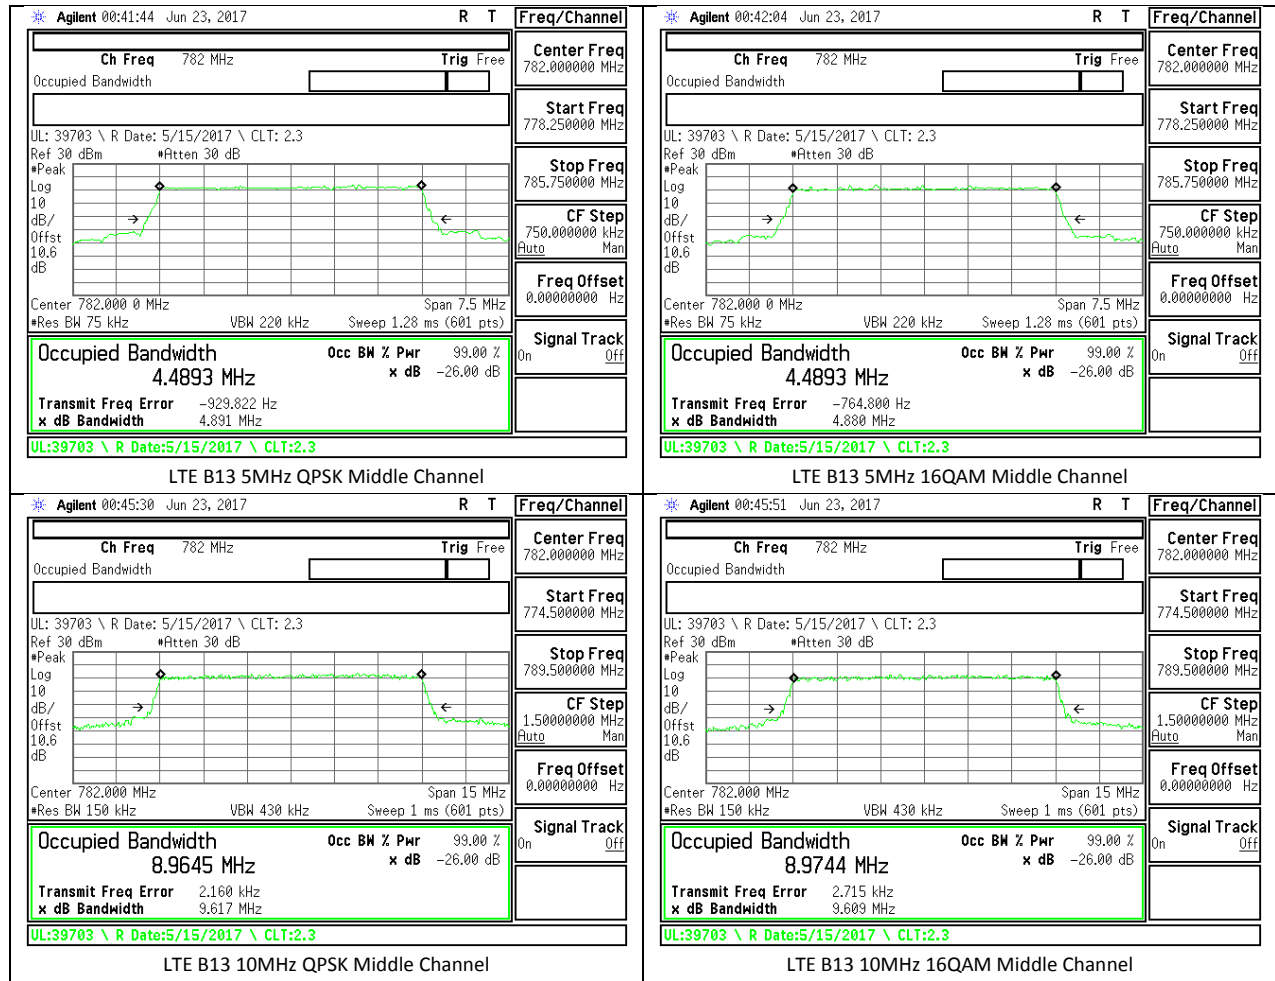 Agilent 00:41:44 Jun 23, 2017 R T
Freq/Channel
Ch Freq 782 MHz Trig Free
Occupied Bandwidth
Center Freq
782.000000 MHz
Start Freq
778.250000 MHz
UL: 39703 \ R Date: 5/15/2017 \ CLT: 2.3
Ref 30 dBm #Atten 30 dB
#Peak
Log
10
dB/
Offst
10.6
dB
Stop Freq
785.750000 MHz
CF Step
750.000000 kHz
Auto Man
Freq Offset
0.00000000 Hz
Center 782.000 0 MHz Span 7.5 MHz
#Res BW 75 kHz VBW 220 kHz Sweep 1.28 ms (601 pts)
Signal Track
On Off
Occupied Bandwidth Occ BW % Pwr 99.00 %
4.4893 MHz x dB -26.00 dB
Transmit Freq Error -929.822 Hz
x dB Bandwidth 4.891 MHz
UL:39703 \ R Date:5/15/2017 \ CLT:2.3
LTE B13 5MHz QPSK Middle Channel
Agilent 00:42:04 Jun 23, 2017 R T
Freq/Channel
Ch Freq 782 MHz Trig Free
Occupied Bandwidth
Center Freq
782.000000 MHz
Start Freq
778.250000 MHz
UL: 39703 \ R Date: 5/15/2017 \ CLT: 2.3
Ref 30 dBm #Atten 30 dB
#Peak
Log
10
dB/
Offst
10.6
dB
Stop Freq
785.750000 MHz
CF Step
750.000000 kHz
Auto Man
Freq Offset
0.00000000 Hz
Center 782.000 0 MHz Span 7.5 MHz
#Res BW 75 kHz VBW 220 kHz Sweep 1.28 ms (601 pts)
Signal Track
On Off
Occupied Bandwidth Occ BW % Pwr 99.00 %
4.4893 MHz x dB -26.00 dB
Transmit Freq Error -764.800 Hz
x dB Bandwidth 4.880 MHz
UL:39703 \ R Date:5/15/2017 \ CLT:2.3
LTE B13 5MHz 16QAM Middle Channel
Agilent 00:45:30 Jun 23, 2017 R T
Freq/Channel
Ch Freq 782 MHz Trig Free
Occupied Bandwidth
Center Freq
782.000000 MHz
Start Freq
774.500000 MHz
UL: 39703 \ R Date: 5/15/2017 \ CLT: 2.3
Ref 30 dBm #Atten 30 dB
#Peak
Log
10
dB/
Offst
10.6
dB
Stop Freq
789.500000 MHz
CF Step
1.50000000 MHz
Auto Man
Freq Offset
0.00000000 Hz
Center 782.000 MHz Span 15 MHz
#Res BW 150 kHz VBW 430 kHz Sweep 1 ms (601 pts)
Signal Track
On Off
Occupied Bandwidth Occ BW % Pwr 99.00 %
8.9645 MHz x dB -26.00 dB
Transmit Freq Error 2.160 kHz
x dB Bandwidth 9.617 MHz
UL:39703 \ R Date:5/15/2017 \ CLT:2.3
LTE B13 10MHz QPSK Middle Channel
Agilent 00:45:51 Jun 23, 2017 R T
Freq/Channel
Ch Freq 782 MHz Trig Free
Occupied Bandwidth
Center Freq
782.000000 MHz
Start Freq
774.500000 MHz
UL: 39703 \ R Date: 5/15/2017 \ CLT: 2.3
Ref 30 dBm #Atten 30 dB
#Peak
Log
10
dB/
Offst
10.6
dB
Stop Freq
789.500000 MHz
CF Step
1.50000000 MHz
Auto Man
Freq Offset
0.00000000 Hz
Center 782.000 MHz Span 15 MHz
#Res BW 150 kHz VBW 430 kHz Sweep 1 ms (601 pts)
Signal Track
On Off
Occupied Bandwidth Occ BW % Pwr 99.00 %
8.9744 MHz x dB -26.00 dB
Transmit Freq Error 2.715 kHz
x dB Bandwidth 9.609 MHz
UL:39703 \ R Date:5/15/2017 \ CLT:2.3
LTE B13 10MHz 16QAM Middle Channel